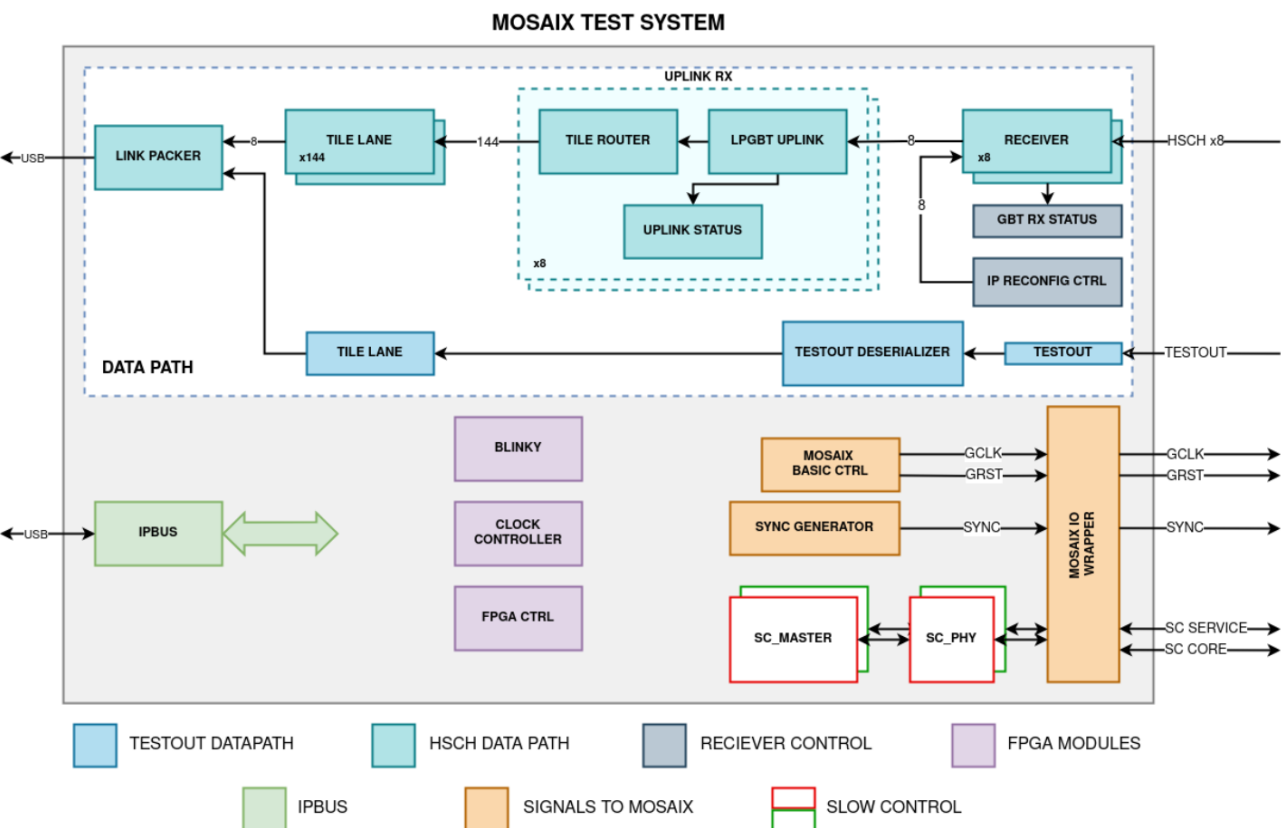 MOSAIX TEST SYSTEM
UPLINK RX
LINK PACKER
8
TILE LANE
x144
144
TILE ROUTER
LPGBT UPLINK
8
RECEIVER
x8
HSCH x8
USB
UPLINK STATUS
x8
8
GBT RX STATUS
IP RECONFIG CTRL
DATA PATH
TILE LANE
TESTOUT DESERIALIZER
TESTOUT
TESTOUT
BLINKY
MOSAIX
BASIC CTRL
GCLK
GRST
GCLK
GRST
USB
IPBUS
CLOCK
CONTROLLER
SYNC GENERATOR
SYNC
MOSAIX IO
WRAPPER
SYNC
FPGA CTRL
SC_MASTER
SC_PHY
SC SERVICE
SC CORE
TESTOUT DATAPATH
HSCH DATA PATH
RECIEVER CONTROL
FPGA MODULES
IPBUS
SIGNALS TO MOSAIX
SLOW CONTROL